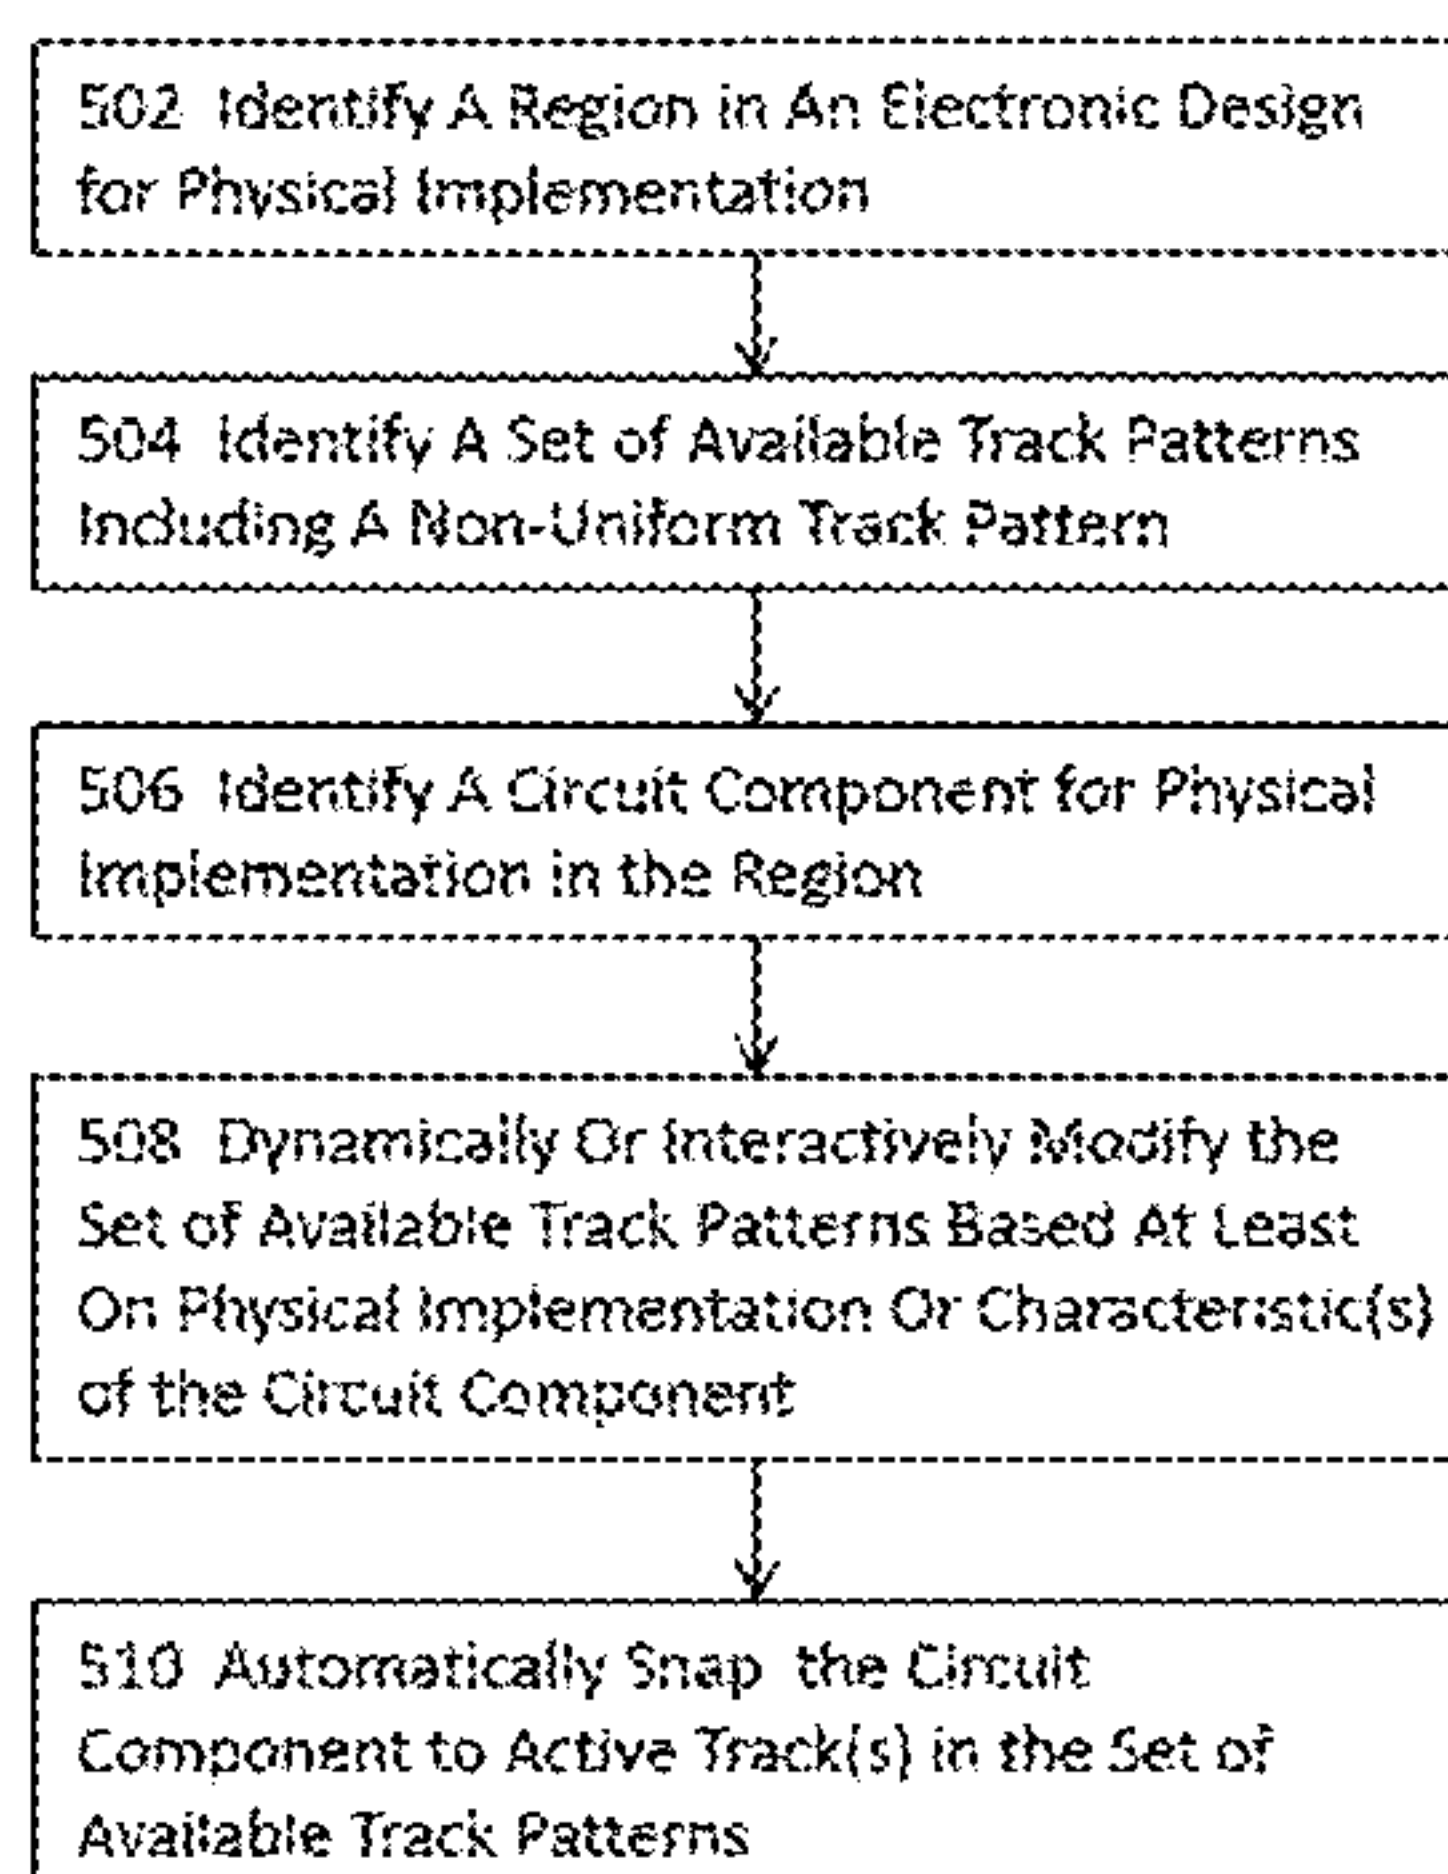 502 Identify A Region in An Electronic Design
for Physical Implementation
504 Identify A Set of Available Track Patterns
Including A Non-Uniform Track Pattern
506 Identify A Circuit Component for Physical
Implementation in the Region
508 Dynamically Or Interactively Modify the
Set of Available Track Patterns Based At Least
On Physical Implementation Or Characteristic(s)
of the Circuit Component
510 Automatically Snap the Circuit
Component to Active Track(s) in the Set of
Available Track Patterns